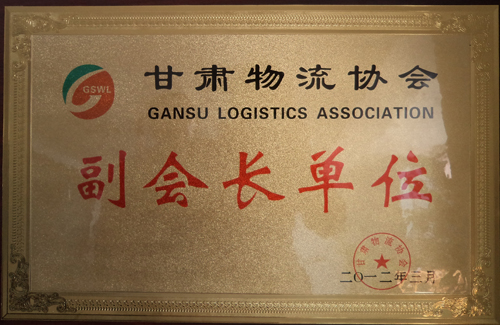 GSWL
甘肃物流协会
GANSU LOGISTICS ASSOCIATION
副会长单位
甘肃物流协会
二〇一二年三月